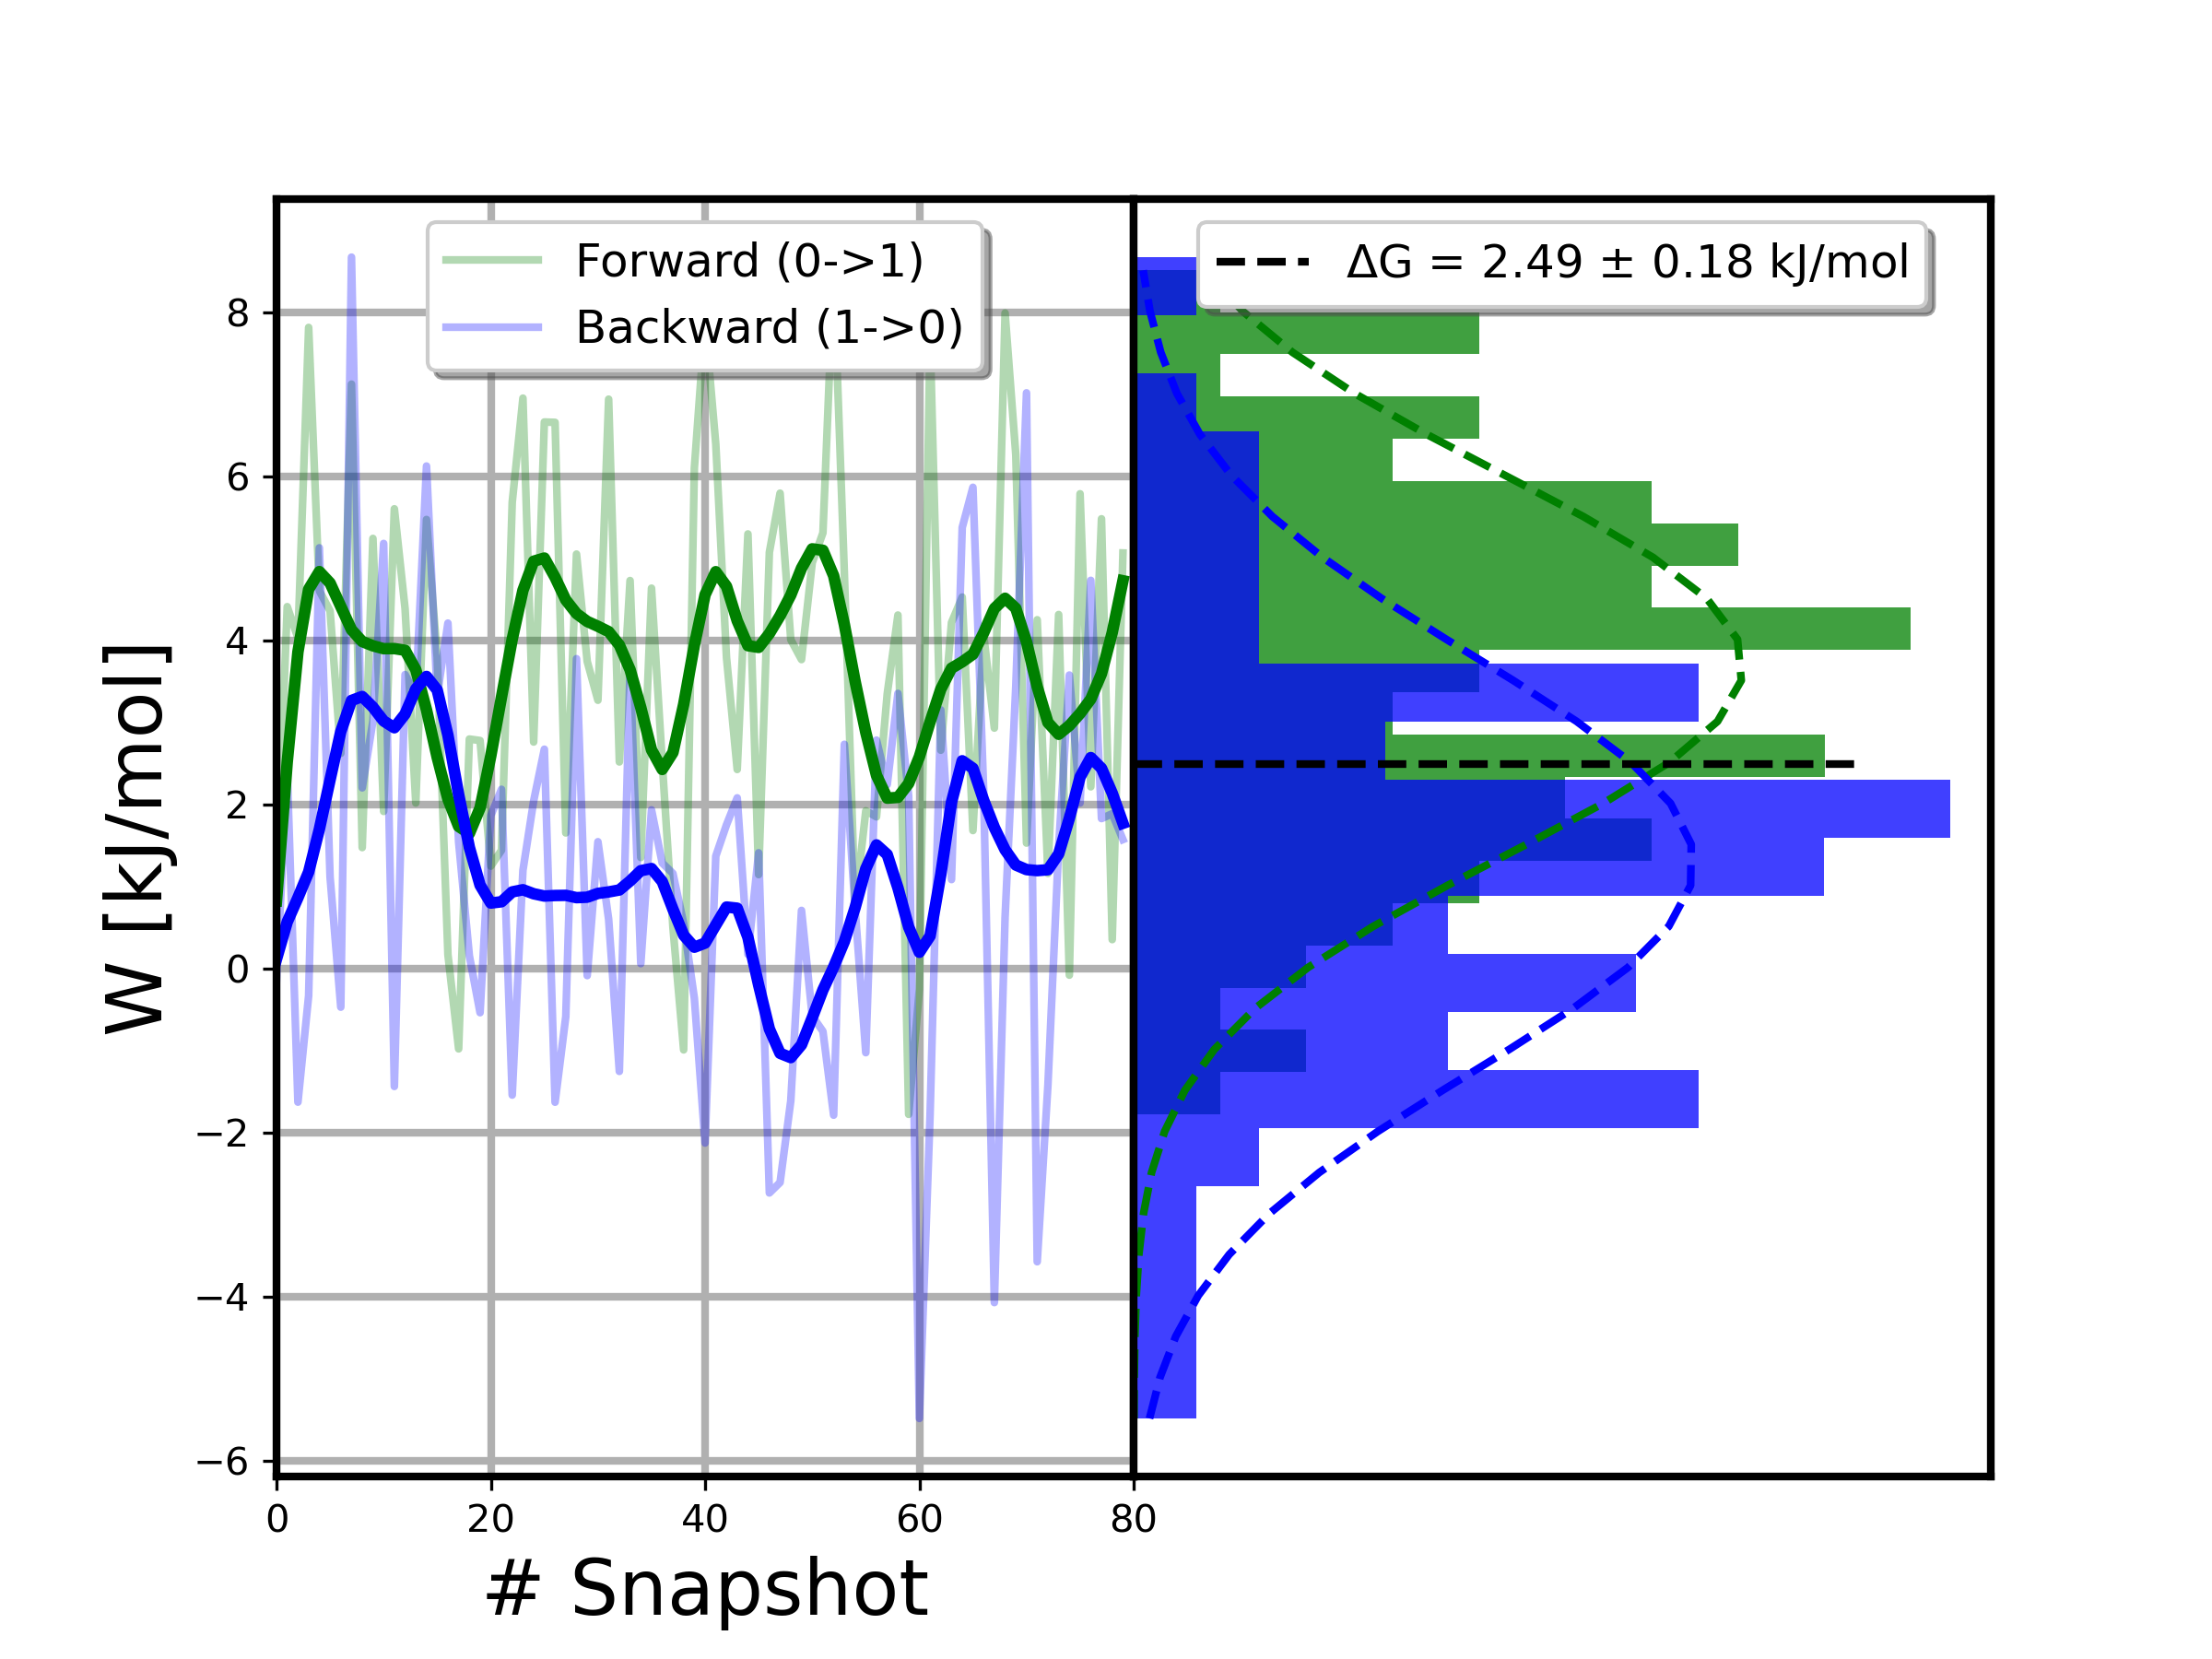 Forward (0->1)
Backward (1->0)
ΔG = 2.49 ± 0.18 kJ/mol
W [kJ/mol]
8
6
4
2
0
−2
−4
−6
0 20 40 60 80
# Snapshot